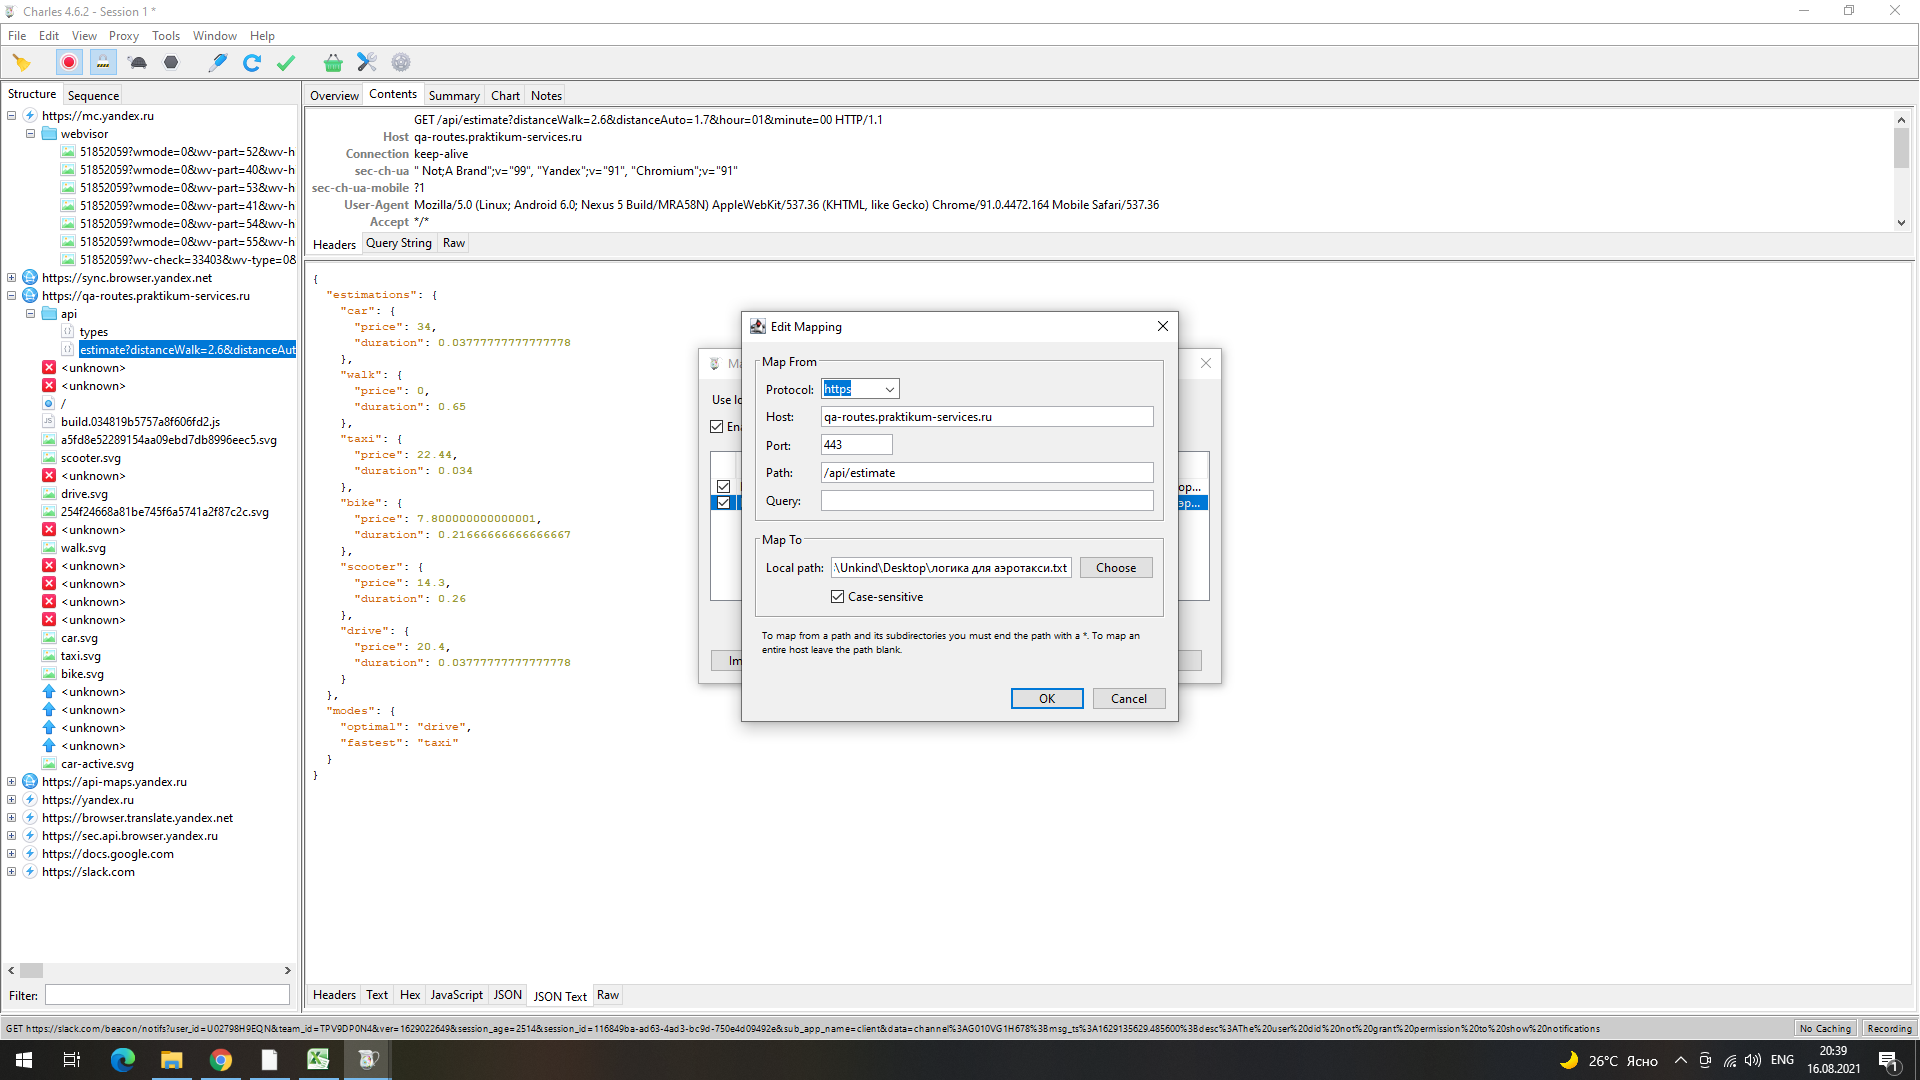 Charles 4.6.2 - Session 1 *
File Edit View Proxy Tools Window Help
Structure Sequence
https://mc.yandex.ru
webvisor
51852059?wmode=0&wv-part=52&wv-h
51852059?wmode=0&wv-part=40&wv-h
51852059?wmode=0&wv-part=53&wv-h
51852059?wmode=0&wv-part=41&wv-h
51852059?wmode=0&wv-part=54&wv-h
51852059?wmode=0&wv-part=55&wv-h
51852059?wv-check=33403&wv-type=0&
https://sync.browser.yandex.net
https://qa-routes.praktikum-services.ru
api
types
estimate?distanceWalk=2.6&distanceAut
<unknown>
<unknown>
/
build.034819b5757a8f606fd2.js
a5fd8e52289154aa09ebd7db8996eec5.svg
scooter.svg
<unknown>
drive.svg
254f24668a81be745f6a5741a2f87c2c.svg
<unknown>
walk.svg
<unknown>
<unknown>
<unknown>
<unknown>
car.svg
taxi.svg
bike.svg
<unknown>
<unknown>
<unknown>
<unknown>
car-active.svg
https://api-maps.yandex.ru
https://yandex.ru
https://browser.translate.yandex.net
https://sec.api.browser.yandex.ru
https://docs.google.com
https://slack.com
Filter:
Overview Contents Summary Chart Notes
GET /api/estimate?distanceWalk=2.6&distanceAuto=1.7&hour=01&minute=00 HTTP/1.1
Host qa-routes.praktikum-services.ru
Connection keep-alive
sec-ch-ua " Not;A Brand";v="99", "Yandex";v="91", "Chromium";v="91"
sec-ch-ua-mobile ?1
User-Agent Mozilla/5.0 (Linux; Android 6.0; Nexus 5 Build/MRA58N) AppleWebKit/537.36 (KHTML, like Gecko) Chrome/91.0.4472.164 Mobile Safari/537.36
Accept */*
Headers Query String Raw
{
"estimations": {
"car": {
"price": 34,
"duration": 0.03777777777777778
},
"walk": {
"price": 0,
"duration": 0.65
},
"taxi": {
"price": 22.44,
"duration": 0.034
},
"bike": {
"price": 7.800000000000001,
"duration": 0.21666666666666667
},
"scooter": {
"price": 14.3,
"duration": 0.26
},
"drive": {
"price": 20.4,
"duration": 0.03777777777777778
}
},
"modes": {
"optimal": "drive",
"fastest": "taxi"
}
}
Headers Text Hex JavaScript JSON JSON Text Raw
Edit Mapping
Map From
Protocol: https
Host: qa-routes.praktikum-services.ru
Port: 443
Path: /api/estimate
Query:
Map To
Local path: :\Unkind\Desktop\логика для аэротакси.txt Choose
Case-sensitive
To map from a path and its subdirectories you must end the path with a *. To map an
entire host leave the path blank.
OK Cancel
GET https://slack.com/beacon/notifs?user_id=U02798H9EQN&team_id=TPV9DP0N4&ver=1629022649&session_age=2514&session_id=116849ba-ad63-4ad3-bc9d-750e4d09492e&sub_app_name=client&data=channel%3AG010VG1H678%3Bmsg_ts%3A1629135629.485600%3Bdesc%3AThe%20user%20did%20not%20grant%20permission%20to%20show%20notifications
No Caching Recording
26°C Ясно ENG 20:39
16.08.2021
1